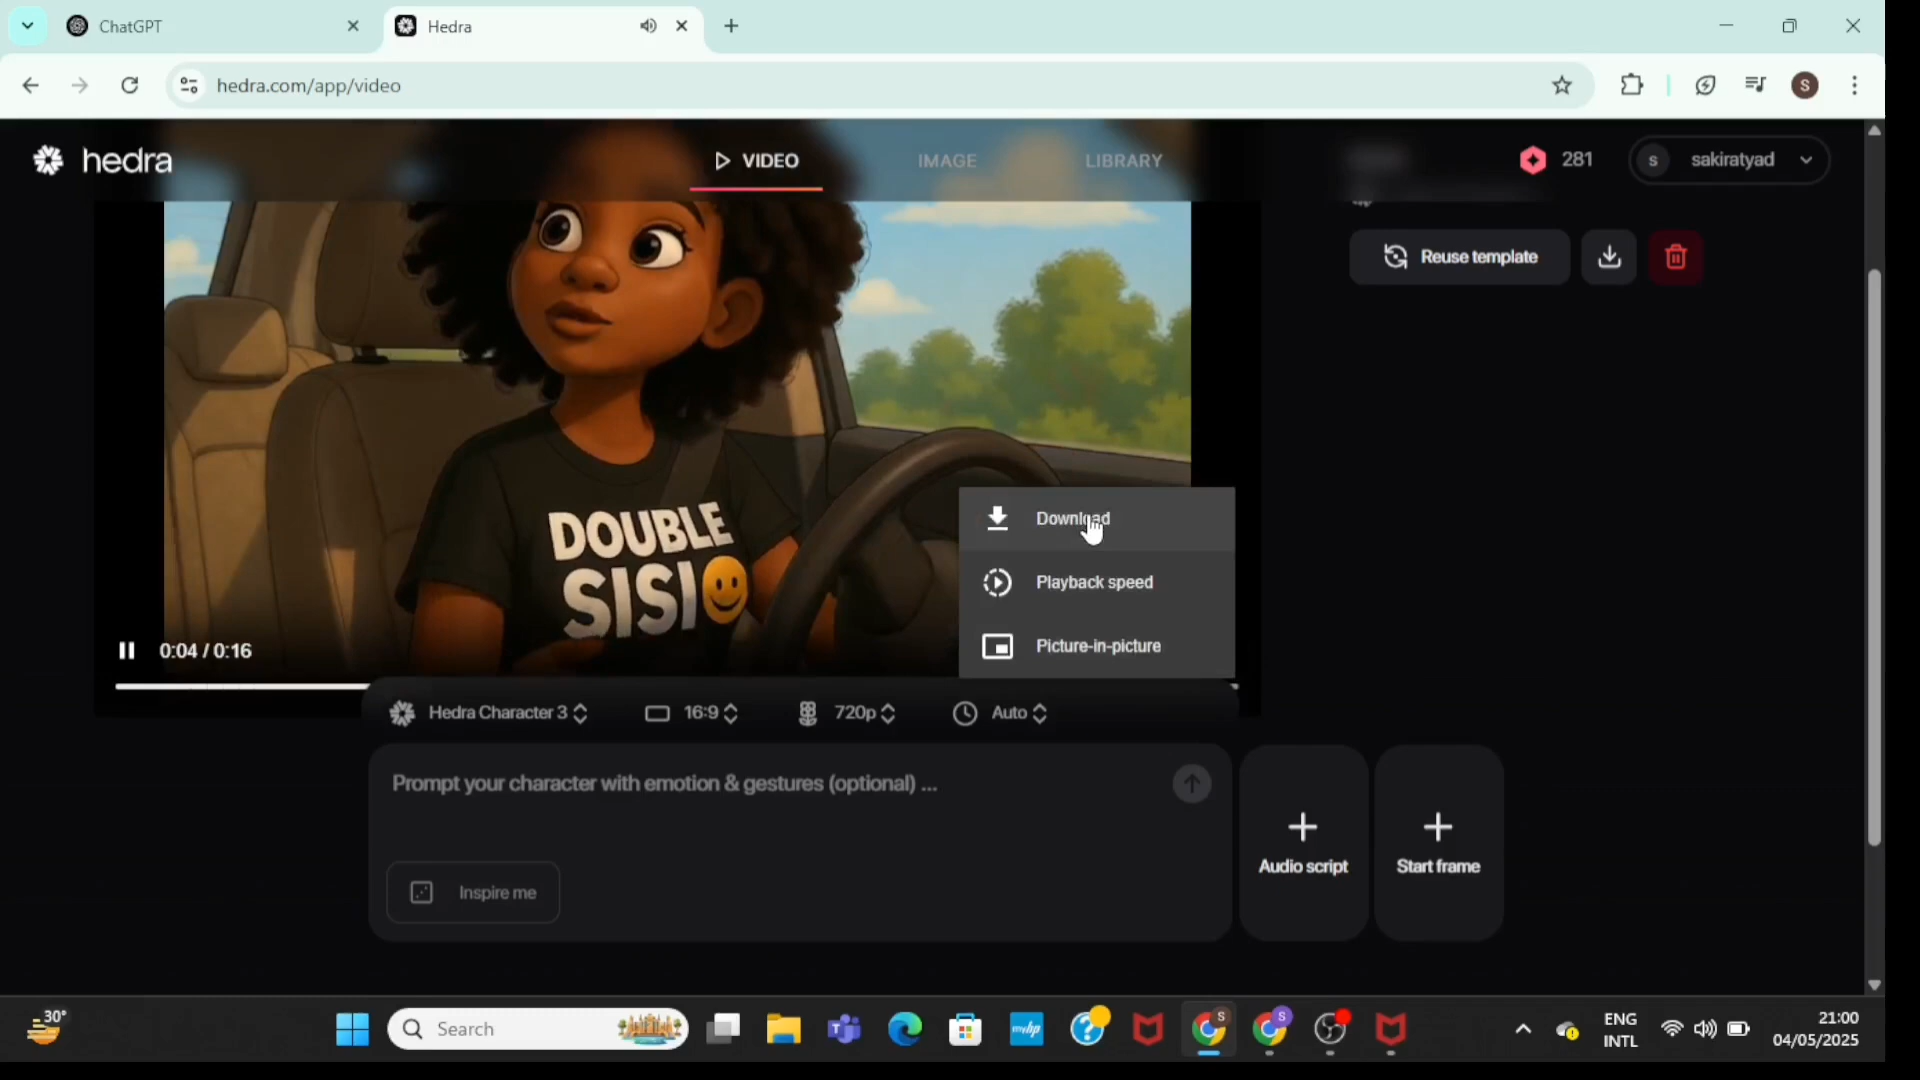 ChatGPT
Hedra
hedra.com/app/video
S
hedra
VIDEO
IMAGE
LIBRARY
281
s
sakiratyad
Reuse template
DOUBLE
SISI
Download
Playback speed
Picture-in-picture
0:04 / 0:16
Hedra Character 3
16:9
720p
Auto
Prompt your character with emotion & gestures (optional) ...
Inspire me
Audio script
Start frame
30°
Search
myhp
S
S
ENG
INTL
21:00
04/05/2025